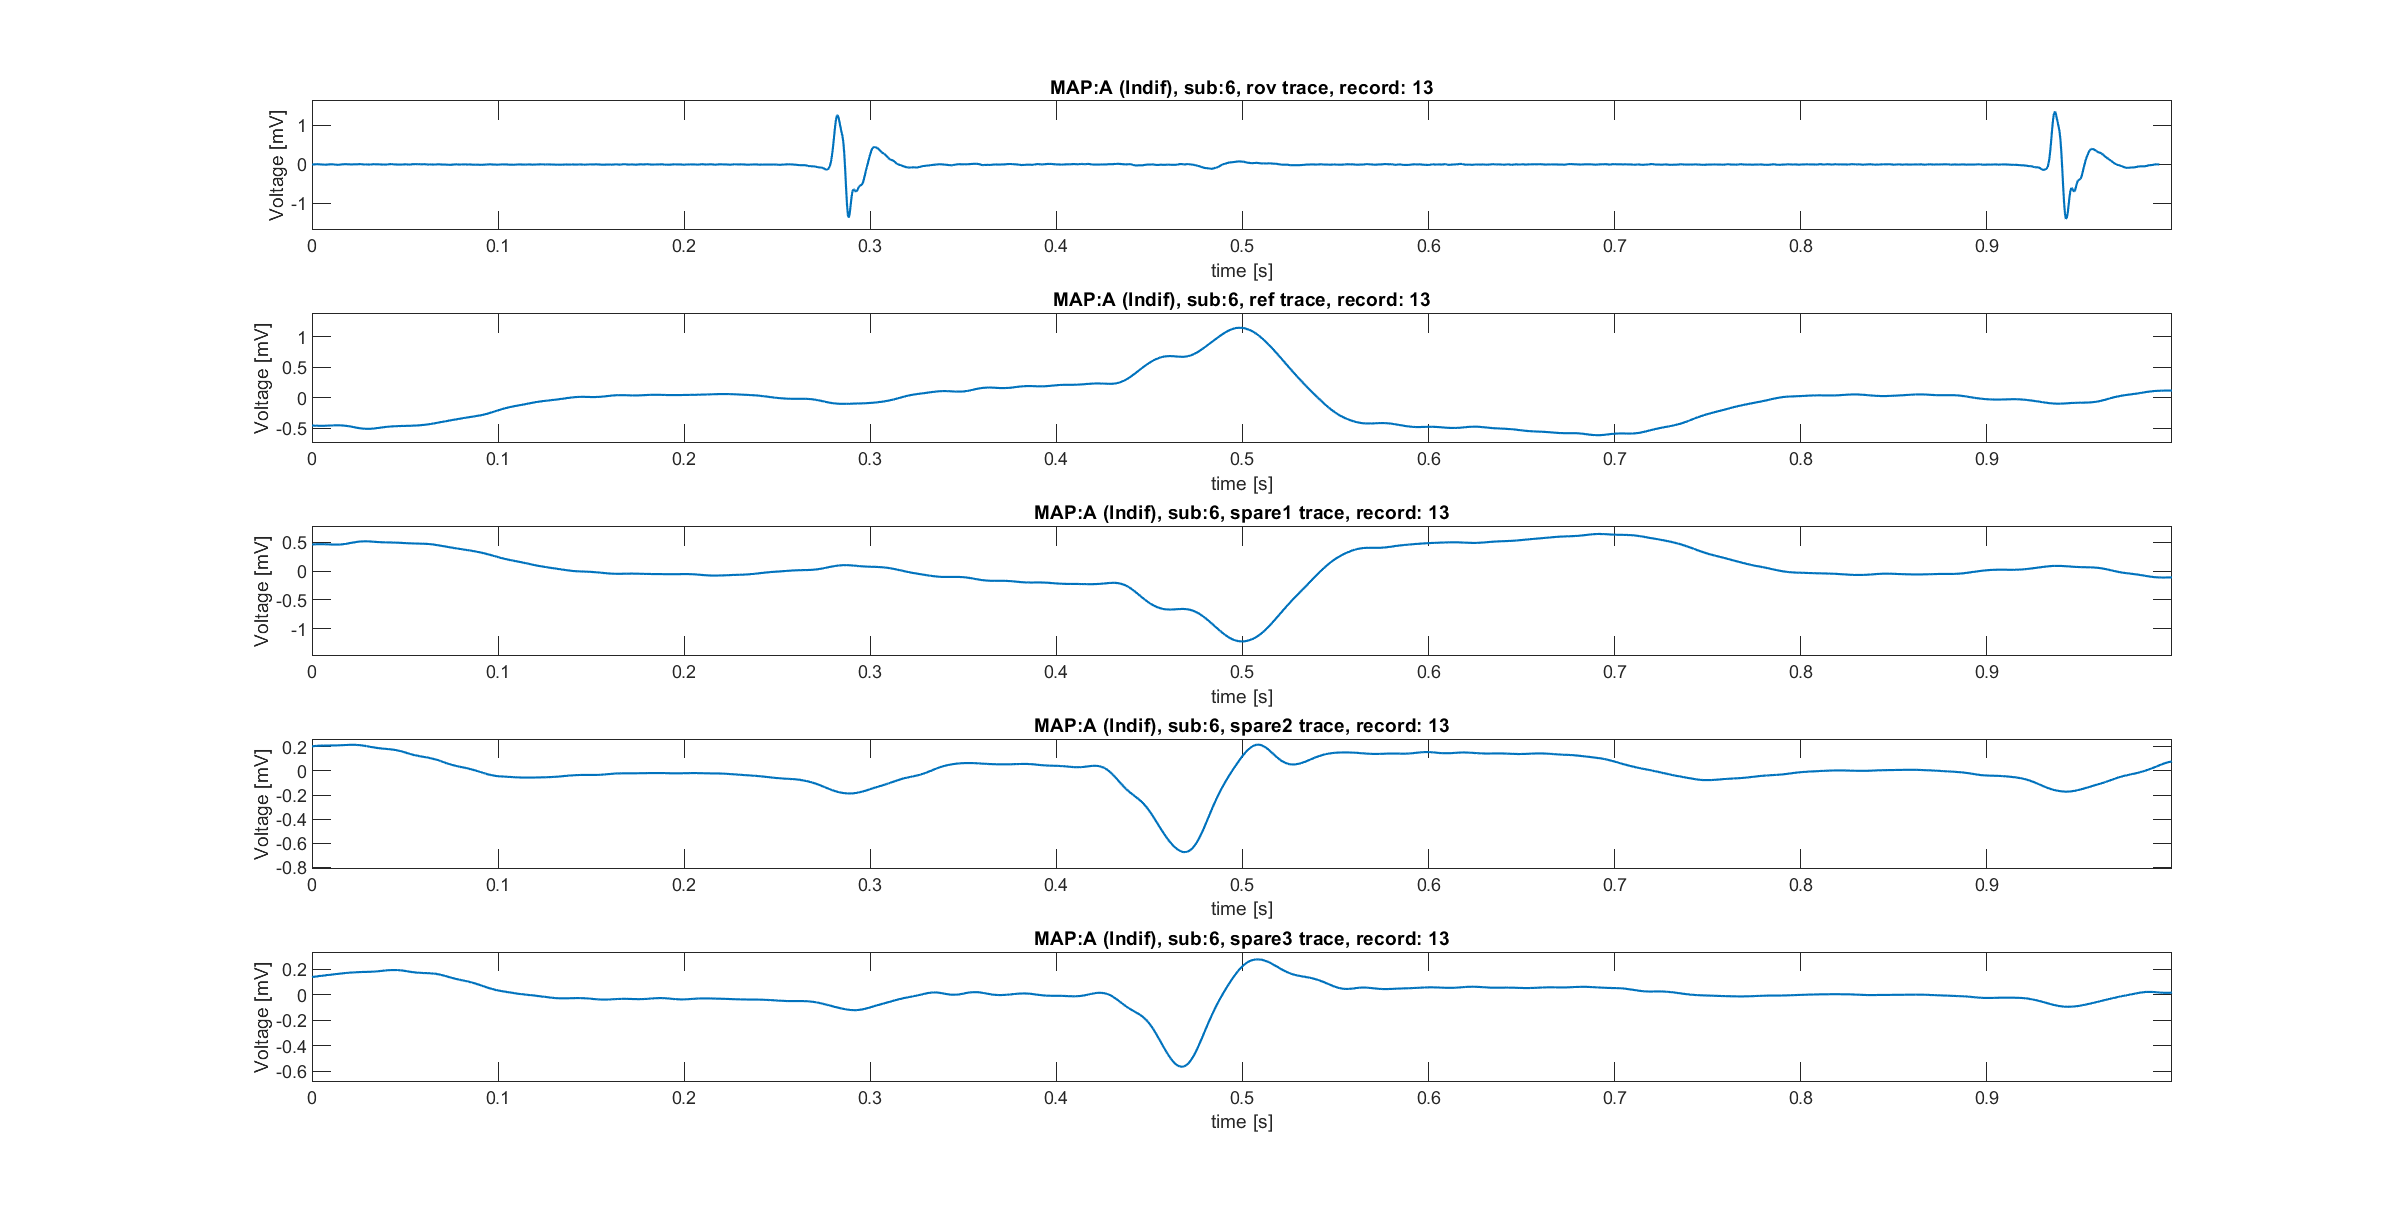 MAP:A (Indif), sub:6, rov trace, record: 13
Voltage [mV]
1
0
-1
0 0.1 0.2 0.3 0.4 0.5 0.6 0.7 0.8 0.9
time [s]
MAP:A (Indif), sub:6, ref trace, record: 13
Voltage [mV]
1
0.5
0
-0.5
0 0.1 0.2 0.3 0.4 0.5 0.6 0.7 0.8 0.9
time [s]
MAP:A (Indif), sub:6, spare1 trace, record: 13
Voltage [mV]
0.5
0
-0.5
-1
0 0.1 0.2 0.3 0.4 0.5 0.6 0.7 0.8 0.9
time [s]
MAP:A (Indif), sub:6, spare2 trace, record: 13
Voltage [mV]
0.2
0
-0.2
-0.4
-0.6
-0.8
0 0.1 0.2 0.3 0.4 0.5 0.6 0.7 0.8 0.9
time [s]
MAP:A (Indif), sub:6, spare3 trace, record: 13
Voltage [mV]
0.2
0
-0.2
-0.4
-0.6
0 0.1 0.2 0.3 0.4 0.5 0.6 0.7 0.8 0.9
time [s]